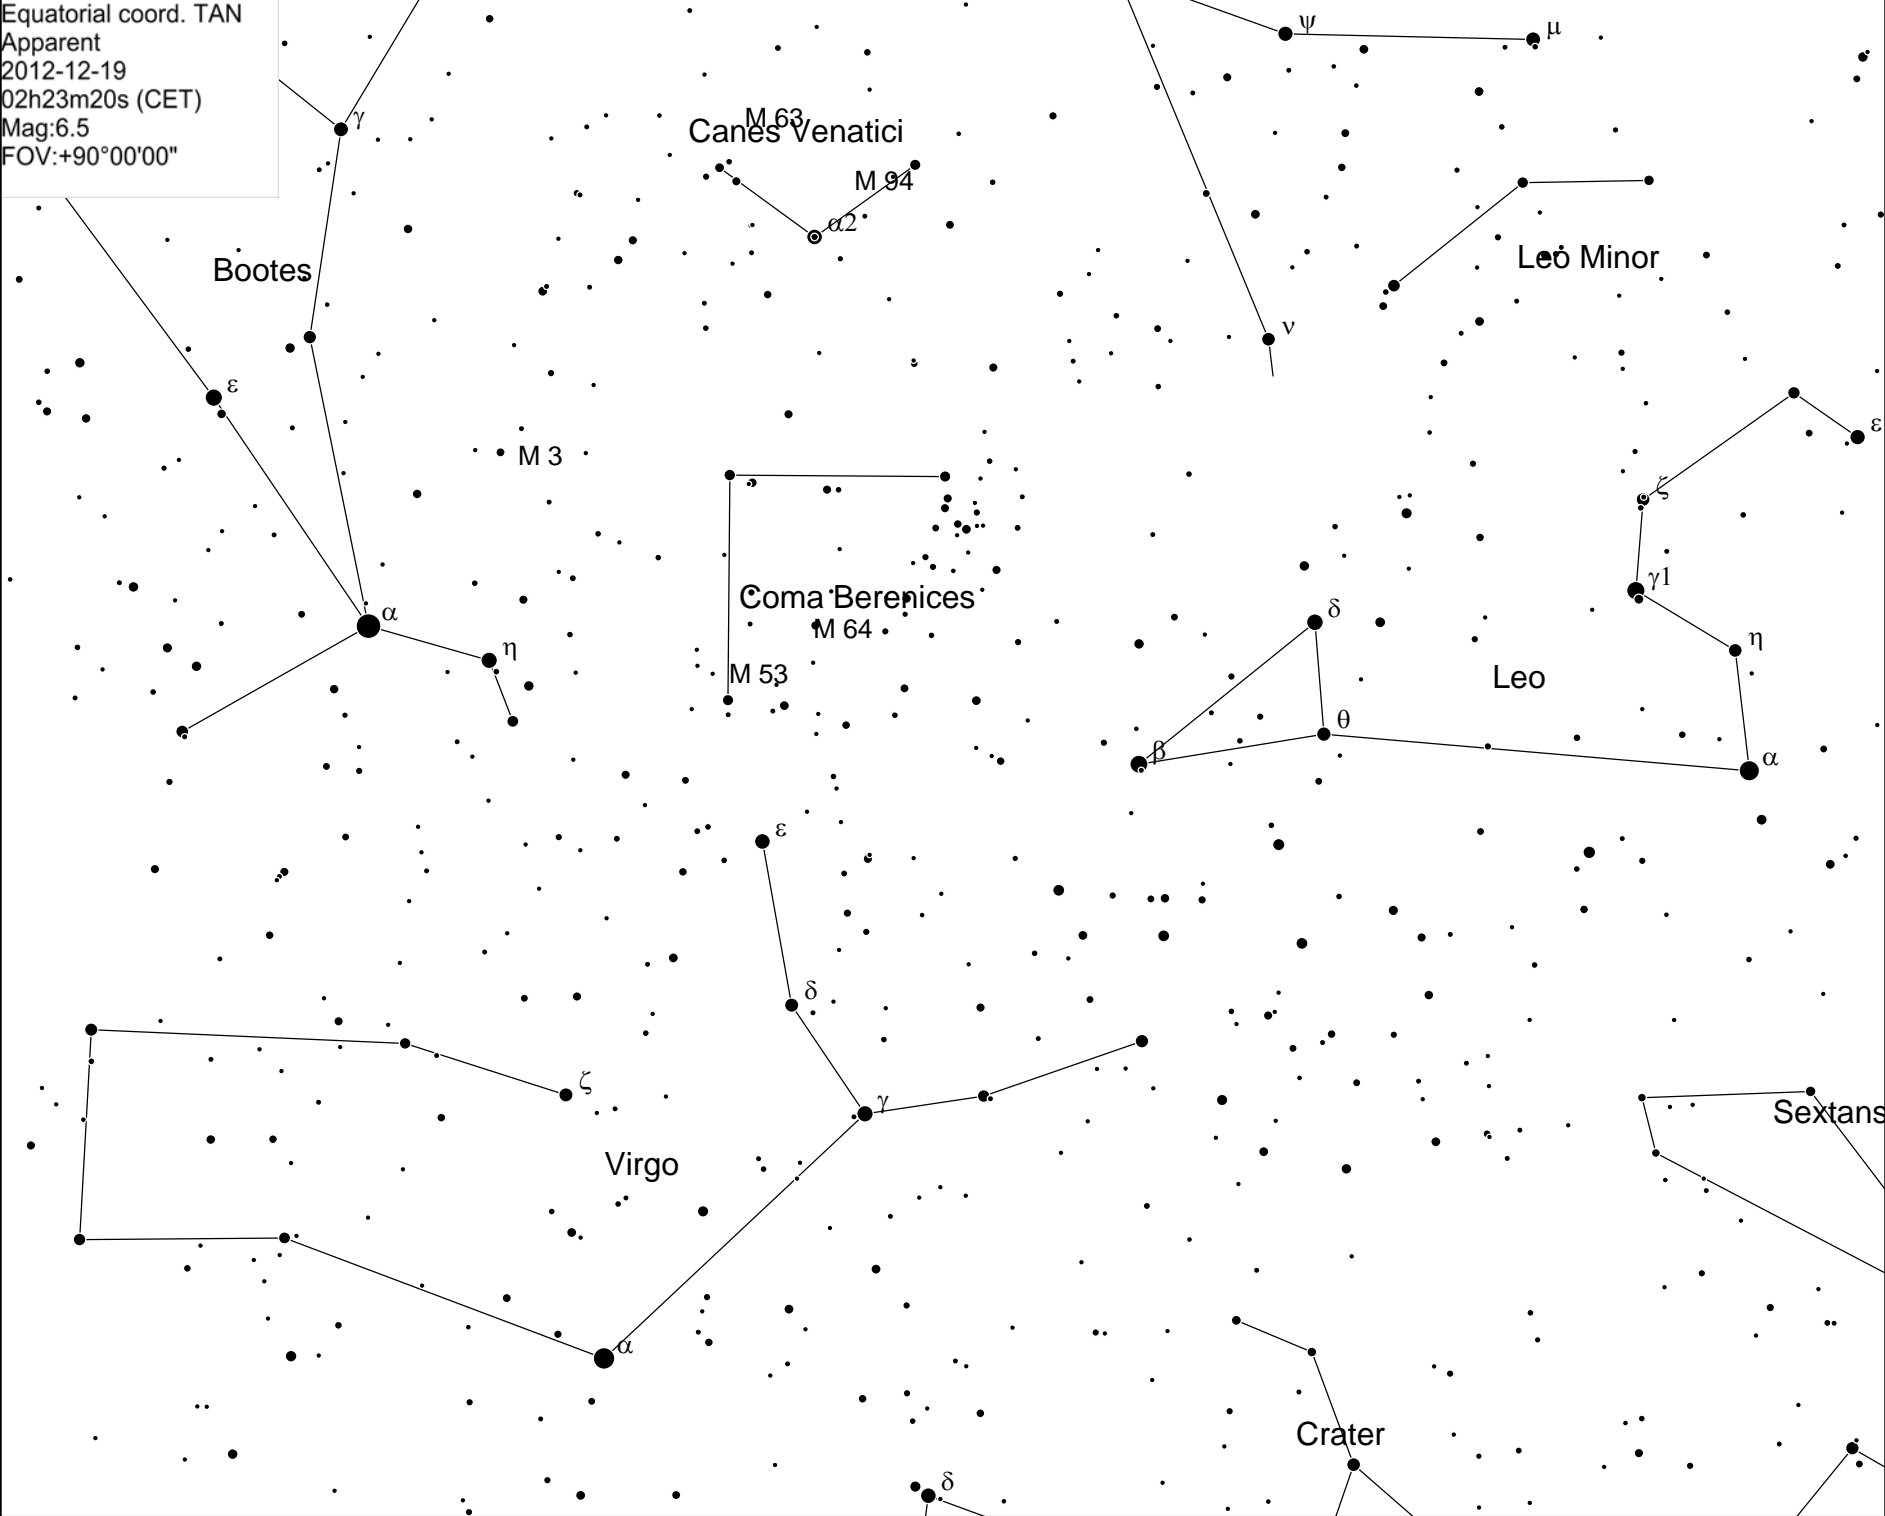 Equatorial coord. TAN
Apparent
2012-12-19
02h23m20s (CET)
Mag:6.5
FOV:+90°00'00"
ψ
μ
γ
M 63
Canes Venatici
M 94
α2
Bootes
Leo Minor
ν
ε
ε
M 3
ζ
γ1
Coma Berenices
α
δ
M 64
η
η
M 53
Leo
θ
β
α
ε
δ
ζ
γ
Sextans
Virgo
α
Crater
δ